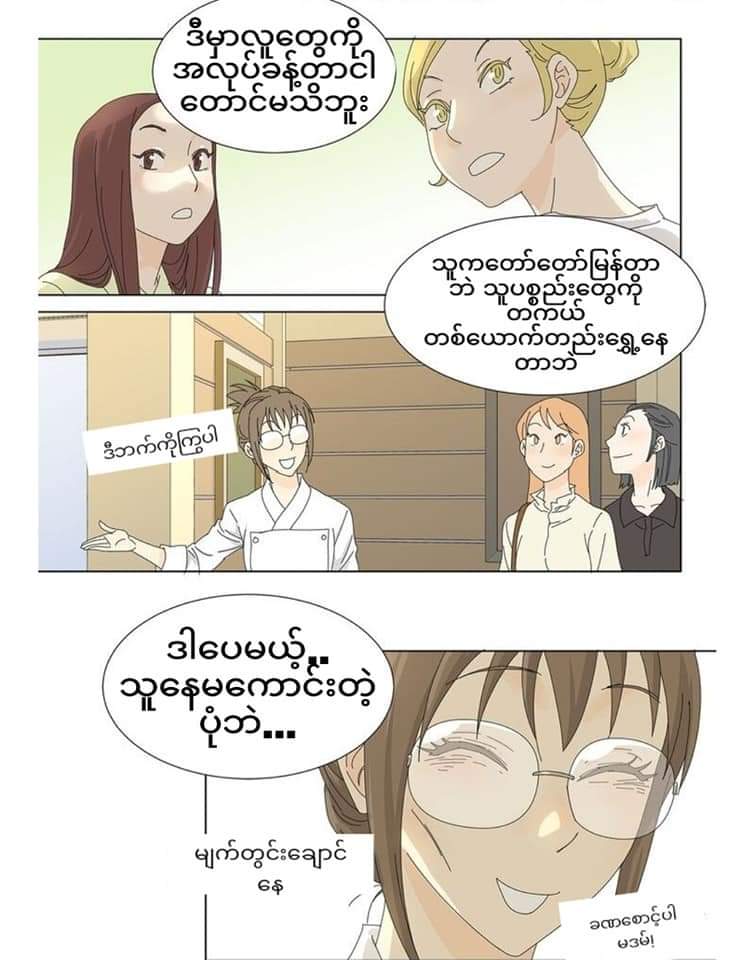 ဒီမှာလူတွေကို
အလုပ်ခန့်တာငါ
တောင်မသိဘူး
သူကတော်တော်မြန်တာ
ဘဲ သူပစ္စည်းတွေကို
တကယ်
တစ်ယောက်တည်းရွှေ့နေ
တာဘဲ
ဒီဘက်ကိုကြွပါ
ဒါပေမယ့်..
သူနေမကောင်းတဲ့
ပုံဘဲ...
မျက်တွင်းချောင်
နေ
ခဏစောင့်ပါ
မဒမ်!